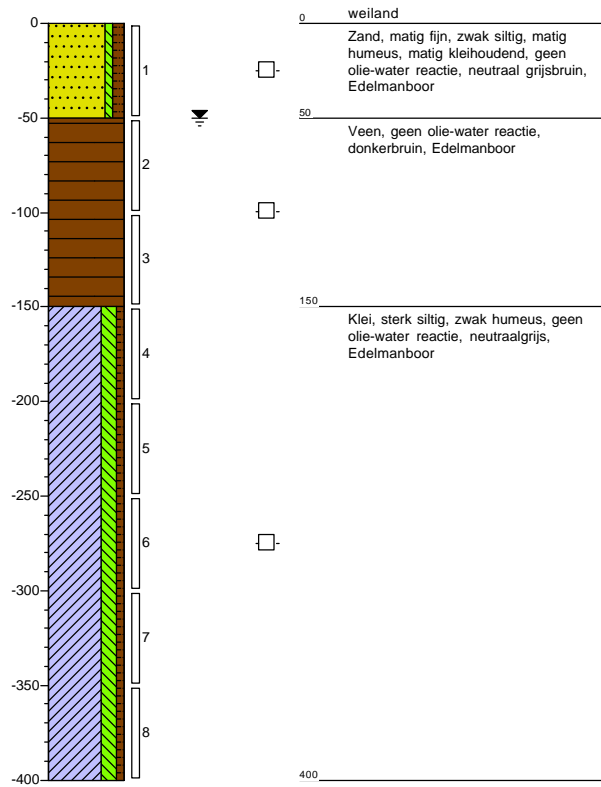 0
-50
-100
-150
-200
-250
-300
-350
-400
1
2
3
4
5
6
7
8
0
weiland
Zand, matig fijn, zwak siltig, matig
humeus, matig kleihoudend, geen
olie-water reactie, neutraal grijsbruin,
Edelmanboor
50
Veen, geen olie-water reactie,
donkerbruin, Edelmanboor
150
Klei, sterk siltig, zwak humeus, geen
olie-water reactie, neutraalgrijs,
Edelmanboor
400